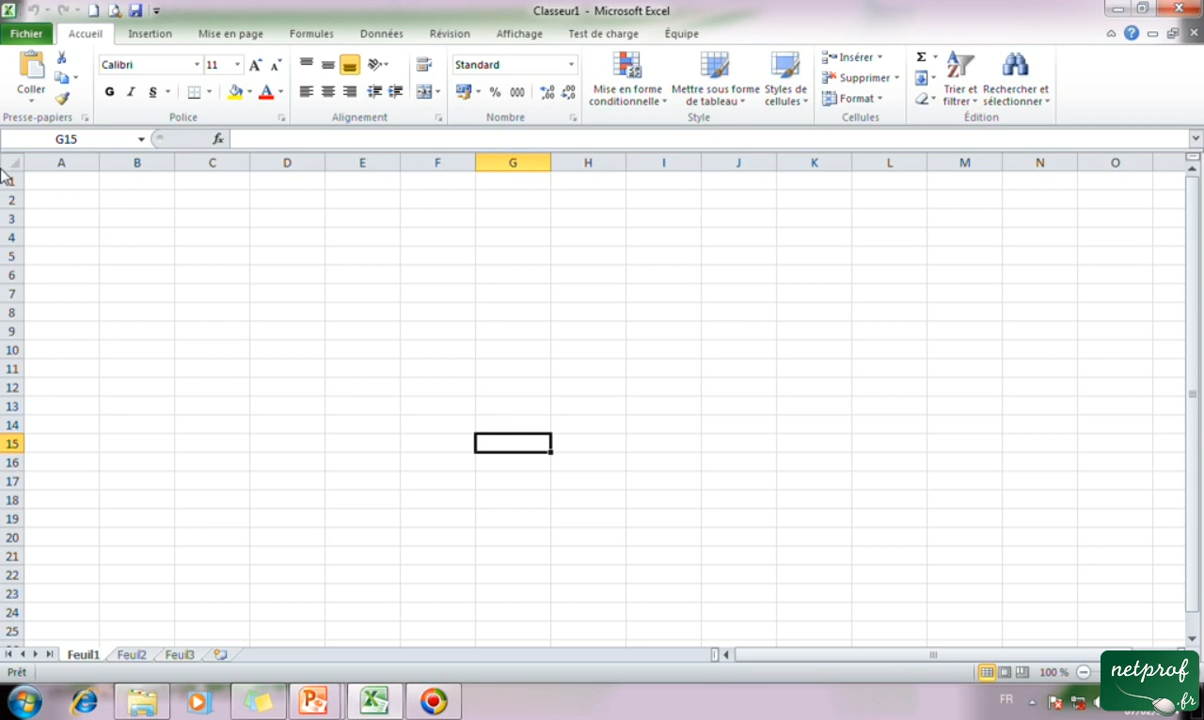 Classeur1 - Microsoft Excel
Fichier Accueil Insertion Mise en page Formules Données Révision Affichage Test de charge Équipe
Calibri 11 Standard Insérer
Coller Mise en forme conditionnelle Mettre sous forme de tableau Styles de cellules Supprimer Trier et filtrer Rechercher et sélectionner
G I S % 000 Format
Presse-papiers Police Alignement Nombre Style Cellules Édition
G15 fx
A B C D E F G H I J K L M N O
1
2
3
4
5
6
7
8
9
10
11
12
13
14
15
16
17
18
19
20
21
22
23
24
25
Feuil1 Feuil2 Feuil3
Prêt 100 %
FR
netprof
.fr